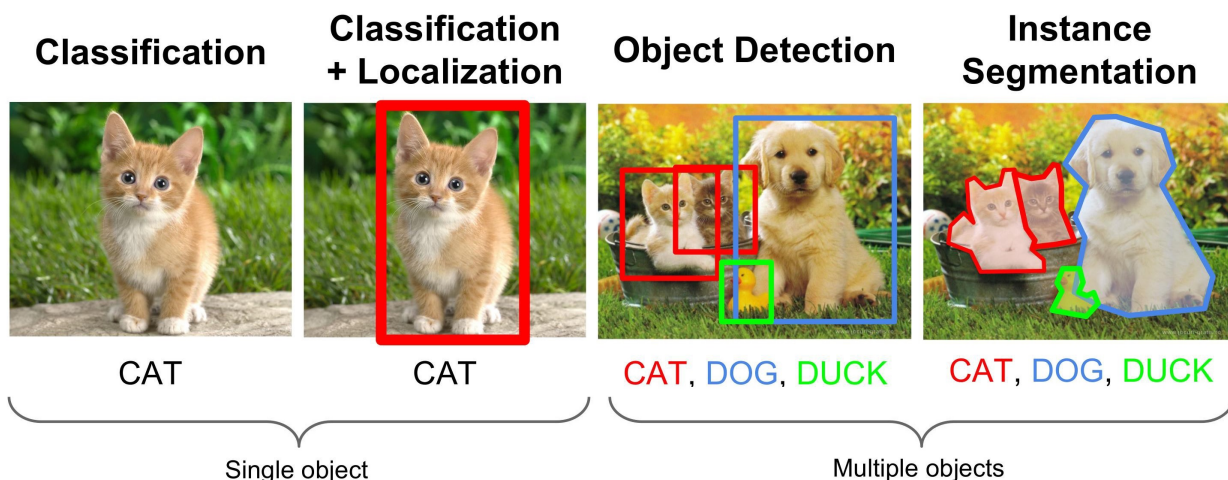 Classification
Classification
+ Localization
Object Detection
Instance
Segmentation
CAT
CAT
CAT, DOG, DUCK
CAT, DOG, DUCK
Single object
Multiple objects